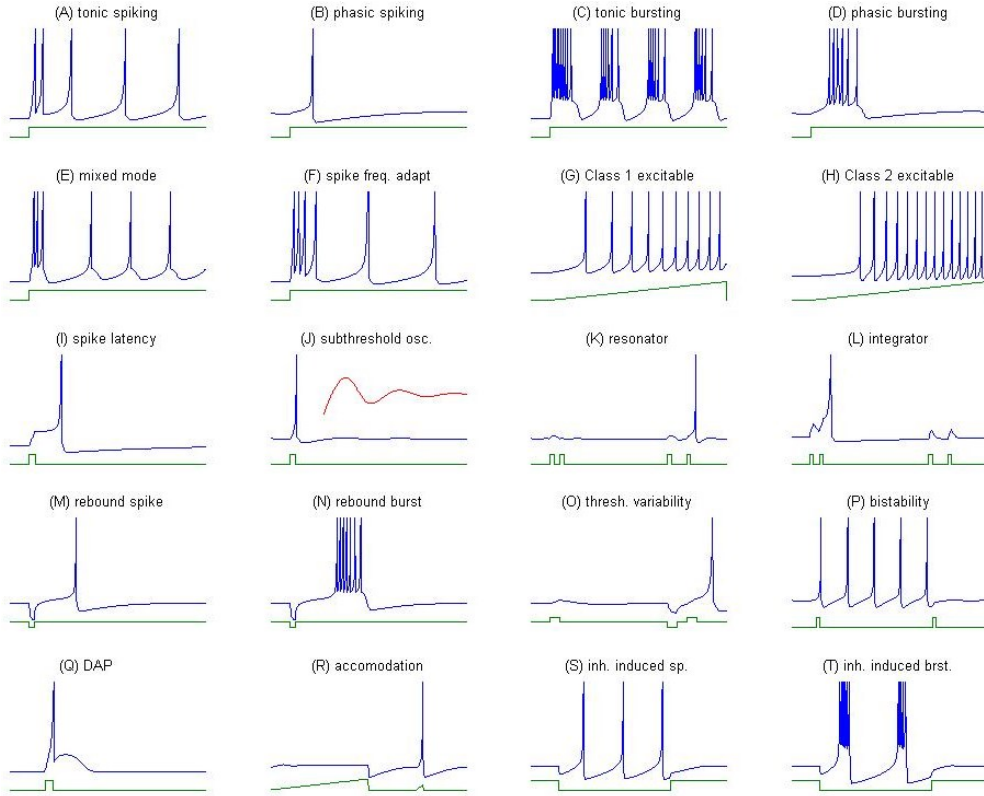 (A) tonic spiking
(B) phasic spiking
(C) tonic bursting
(D) phasic bursting
(E) mixed mode
(F) spike freq. adapt
(G) Class 1 excitable
(H) Class 2 excitable
(I) spike latency
(J) subthreshold osc.
(K) resonator
(L) integrator
(M) rebound spike
(N) rebound burst
(O) thresh. variability
(P) bistability
(Q) DAP
(R) accomodation
(S) inh. induced sp.
(T) inh. induced brst.